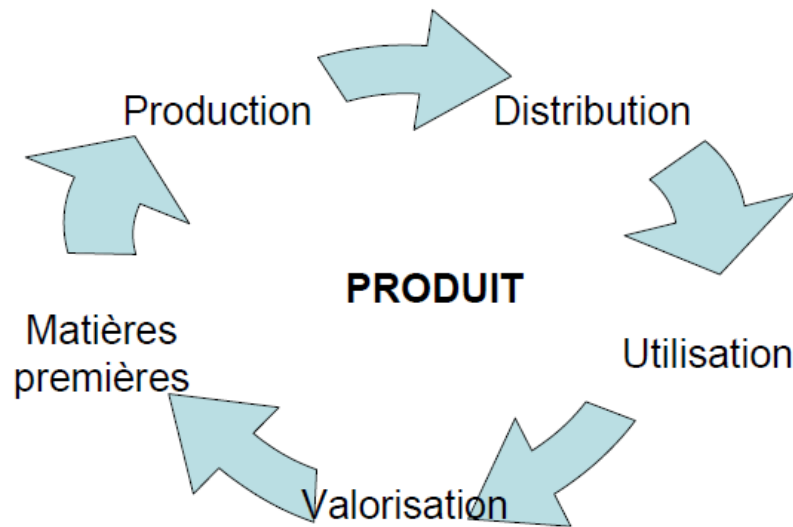 Production
Distribution
PRODUIT
Matières
premières
Utilisation
Valorisation